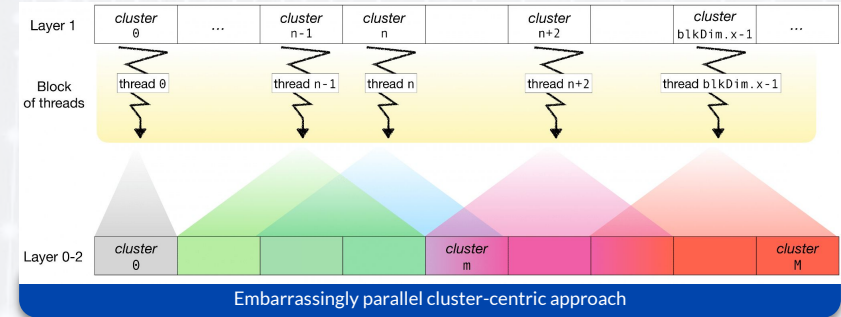 Layer 1
cluster
0
...
cluster
n-1
cluster
n
cluster
n+2
cluster
blkDim.x-1
...
Block
of threads
thread 0
thread n-1
thread n
thread n+2
thread blkDim.x-1
Layer 0-2
cluster
0
cluster
m
cluster
M
Embarrassingly parallel cluster-centric approach